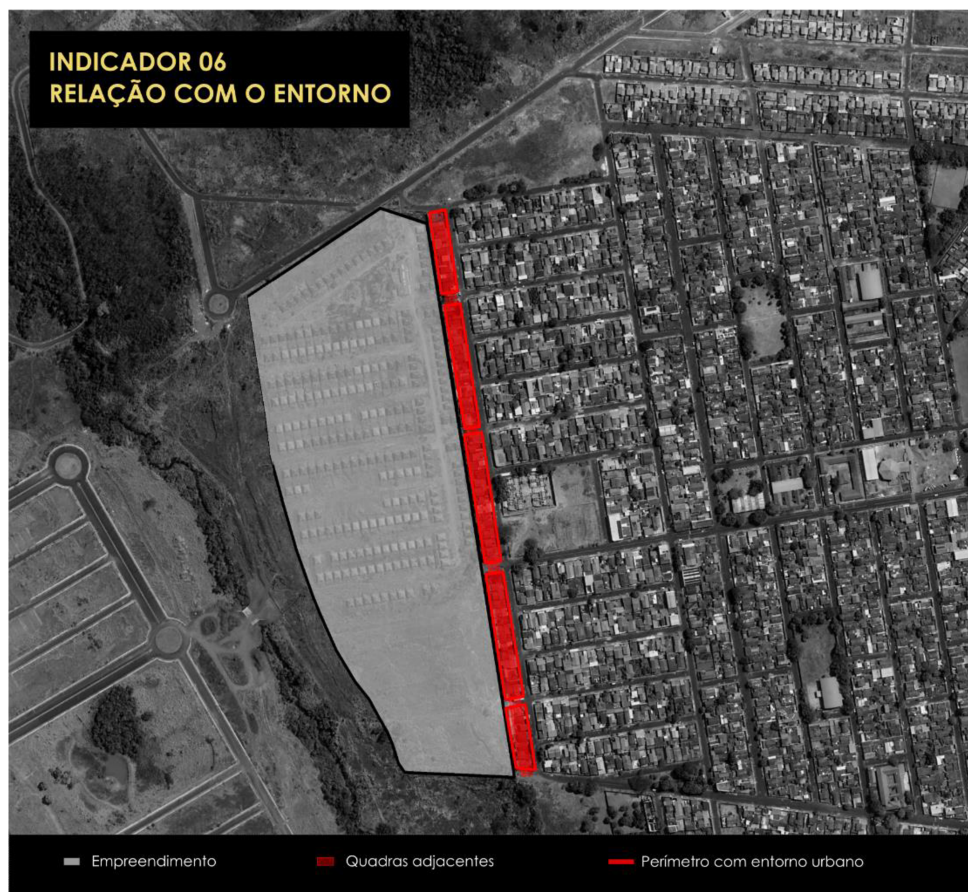 INDICADOR 06
RELAÇÃO COM O ENTORNO
Empreendimento
Quadras adjacentes
Perímetro com entorno urbano